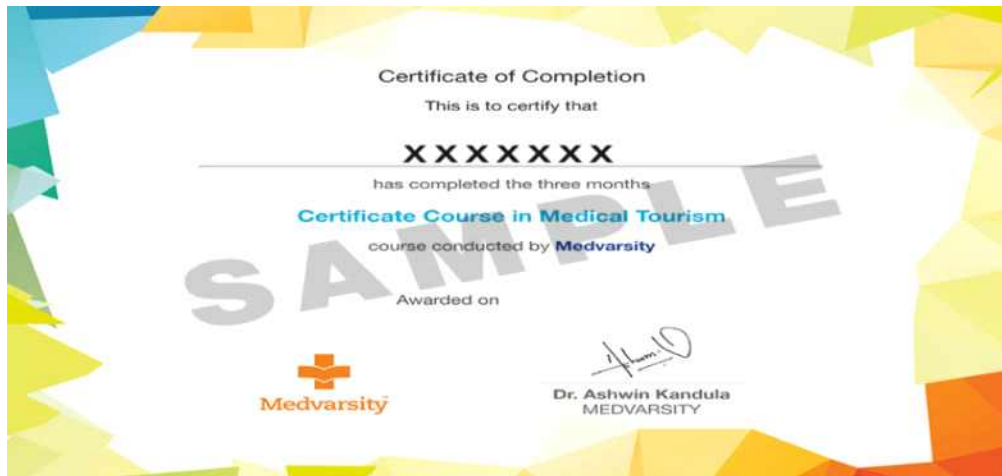 Certificate of Completion
This is to certify that
XXXXXXX
has completed the three months
Certificate Course in Medical Tourism
course conducted by Medvarsity
SAMPLE
Awarded on
Medvarsity
Dr. Ashwin Kandula
MEDVARSITY